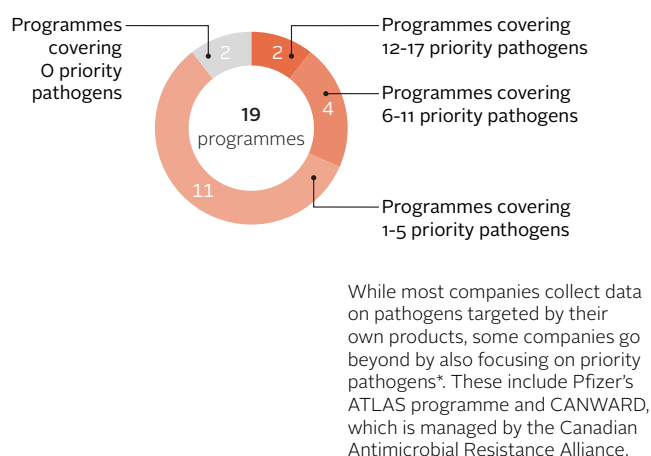 Programmes
covering
0 priority
pathogens
2
2
Programmes covering
12-17 priority pathogens
4
Programmes covering
6-11 priority pathogens
19
programmes
11
Programmes covering
1-5 priority pathogens
While most companies collect data
on pathogens targeted by their
own products, some companies go
beyond by also focusing on priority
pathogens*. These include Pfizer's
ATLAS programme and CANWARD,
which is managed by the Canadian
Antimicrobial Resistance Alliance.